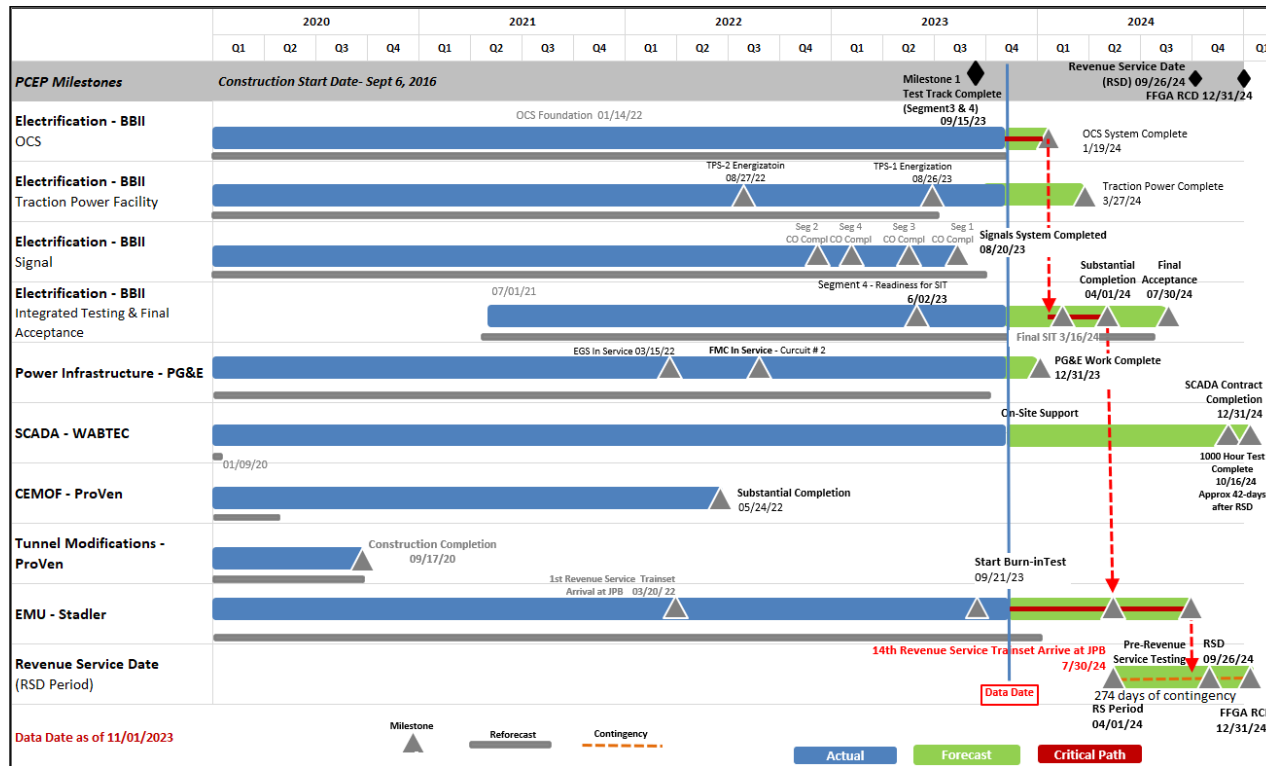 2020 2021 2022 2023 2024
Q1 Q2 Q3 Q4 Q1 Q2 Q3 Q4 Q1 Q2 Q3 Q4 Q1 Q2 Q3 Q4 Q1 Q2 Q3 Q4 Q1
PCEP Milestones
Construction Start Date- Sept 6, 2016
Milestone 1
Test Track Complete
(Segment3 & 4)
09/15/23
Revenue Service Date
(RSD) 09/26/24
FFGA RCD 12/31/24
Electrification - BBII
OCS
OCS Foundation 01/14/22
OCS System Complete
1/19/24
Electrification - BBII
Traction Power Facility
TPS-2 Energizatoin
08/27/22
TPS-1 Energization
08/26/23
Traction Power Complete
3/27/24
Electrification - BBII
Signal
Seg 2
CO Compl
Seg 4
CO Compl
Seg 3
CO Compl
Seg 1
CO Compl
Signals System Completed
08/20/23
Electrification - BBII
Integrated Testing & Final
Acceptance
07/01/21
Segment 4 - Readiness for SIT
6/02/23
Substantial
Completion
04/01/24
Final
Acceptance
07/30/24
Final SIT 3/16/24
Power Infrastructure - PG&E
EGS In Service 03/15/22
FMC In Service - Curcuit # 2
PG&E Work Complete
12/31/23
SCADA - WABTEC
01/09/20
On-Site Support
SCADA Contract
Completion
12/31/24
1000 Hour Test
Complete
10/16/24
Approx 42-days
after RSD
CEMOF - ProVen
Substantial Completion
05/24/22
Tunnel Modifications -
ProVen
Construction Completion
09/17/20
EMU - Stadler
1st Revenue Service Trainset
Arrival at JPB 03/20/ 22
Start Burn-inTest
09/21/23
Revenue Service Date
(RSD Period)
14th Revenue Service Trainset Arrive at JPB
7/30/24
Pre-Revenue
Service Testing
RSD
09/26/24
274 days of contingency
RS Period
04/01/24
FFGA RCD
12/31/24
Data Date
Data Date as of 11/01/2023
Milestone
Reforecast
Contingency
Actual
Forecast
Critical Path